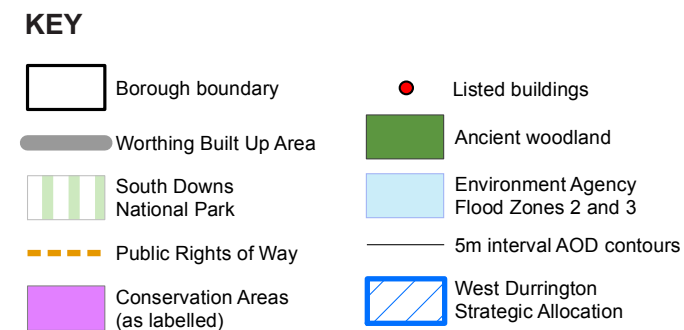 KEY
Borough boundary
Worthing Built Up Area
South Downs
National Park
Public Rights of Way
Conservation Areas
(as labelled)
Listed buildings
Ancient woodland
Environment Agency
Flood Zones 2 and 3
5m interval AOD contours
West Durrington
Strategic Allocation